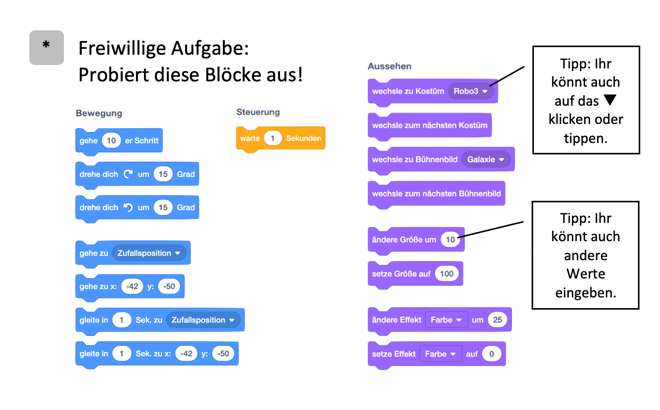 *
Freiwillige Aufgabe:
Probiert diese Blöcke aus!
Bewegung
gehe 10 er Schritt
drehe dich um 15 Grad
drehe dich um 15 Grad
gehe zu Zufallsposition
gehe zu x: -42 y: -50
gleite in 1 Sek. zu Zufallsposition
gleite in 1 Sek. zu x: -42 y: -50
Steuerung
warte 1 Sekunden
Aussehen
wechsle zu Kostüm Robo3
wechsle zum nächsten Kostüm
wechsle zu Bühnenbild Galaxie
wechsle zum nächsten Bühnenbild
ändere Größe um 10
setze Größe auf 100
ändere Effekt Farbe um 25
setze Effekt Farbe auf 0
Tipp: Ihr
könnt auch
auf das ▼
klicken oder
tippen.
Tipp: Ihr
könnt auch
andere
Werte
eingeben.